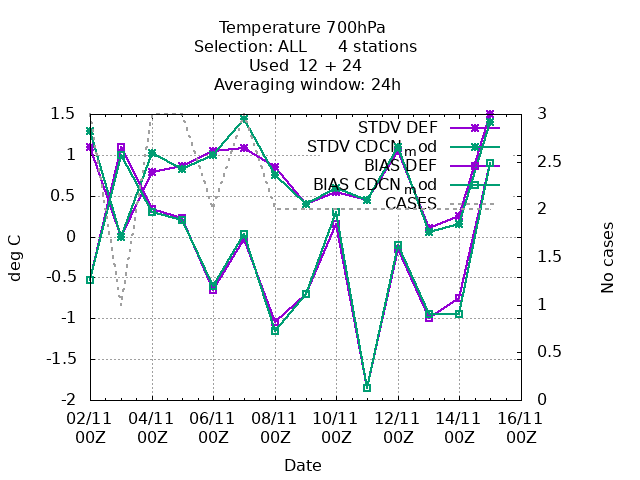 Temperature 700hPa
Selection: ALL 4 stations
Used 12 + 24
Averaging window: 24h
1.5
1
0.5
0
-0.5
-1
-1.5
-2
deg C
3
2.5
2
1.5
1
0.5
0
No cases
STDV DEF
STDV CDCNmod
BIAS DEF
BIAS CDCNmod
CASES
02/11 04/11 06/11 08/11 10/11 12/11 14/11 16/11
00Z 00Z 00Z 00Z 00Z 00Z 00Z 00Z
Date